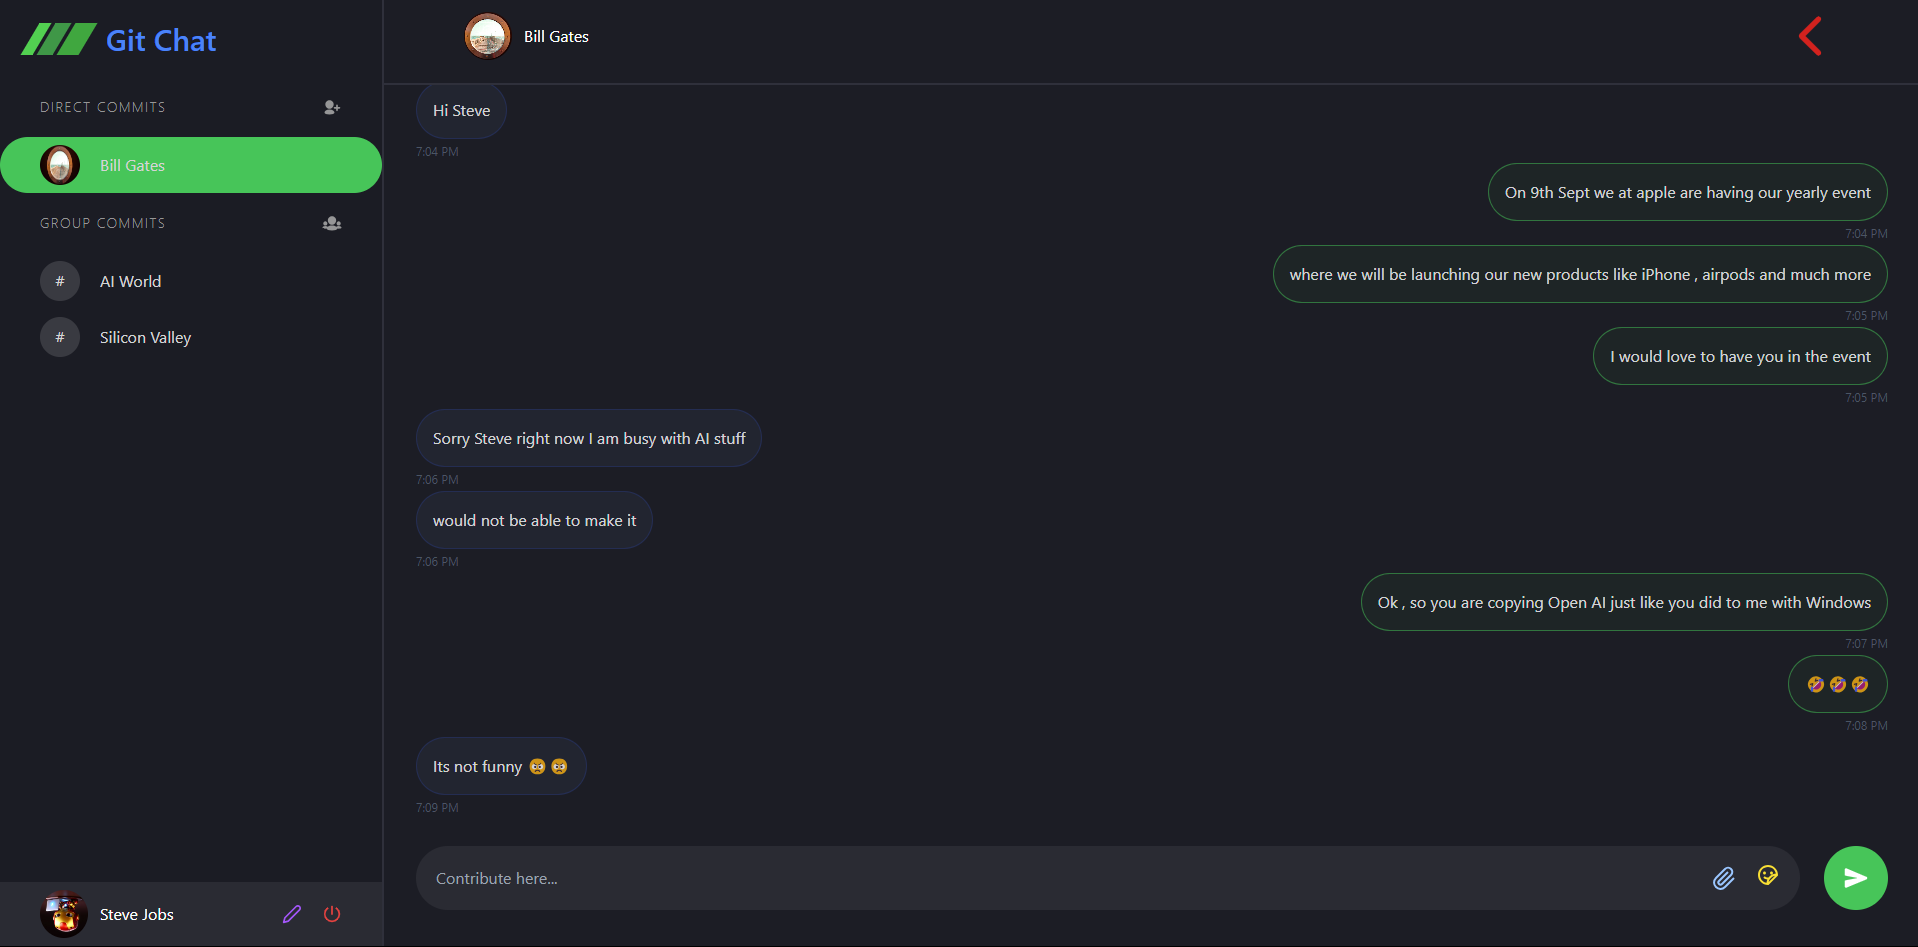 Git Chat
DIRECT COMMITS
Bill Gates
GROUP COMMITS
# AI World
# Silicon Valley
Steve Jobs
Bill Gates
Hi Steve
7:04 PM
On 9th Sept we at apple are having our yearly event
7:04 PM
where we will be launching our new products like iPhone , airpods and much more
7:05 PM
I would love to have you in the event
7:05 PM
Sorry Steve right now I am busy with AI stuff
7:06 PM
would not be able to make it
7:06 PM
Ok , so you are copying Open AI just like you did to me with Windows
7:07 PM
🤣🤣🤣
7:08 PM
Its not funny 😠😠
7:09 PM
Contribute here...